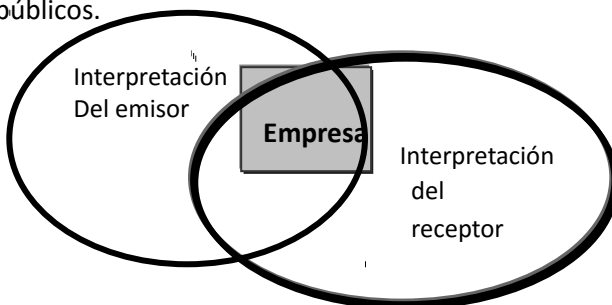 públicos.
Interpretación
Del emisor
Empresa
Interpretación
del
receptor